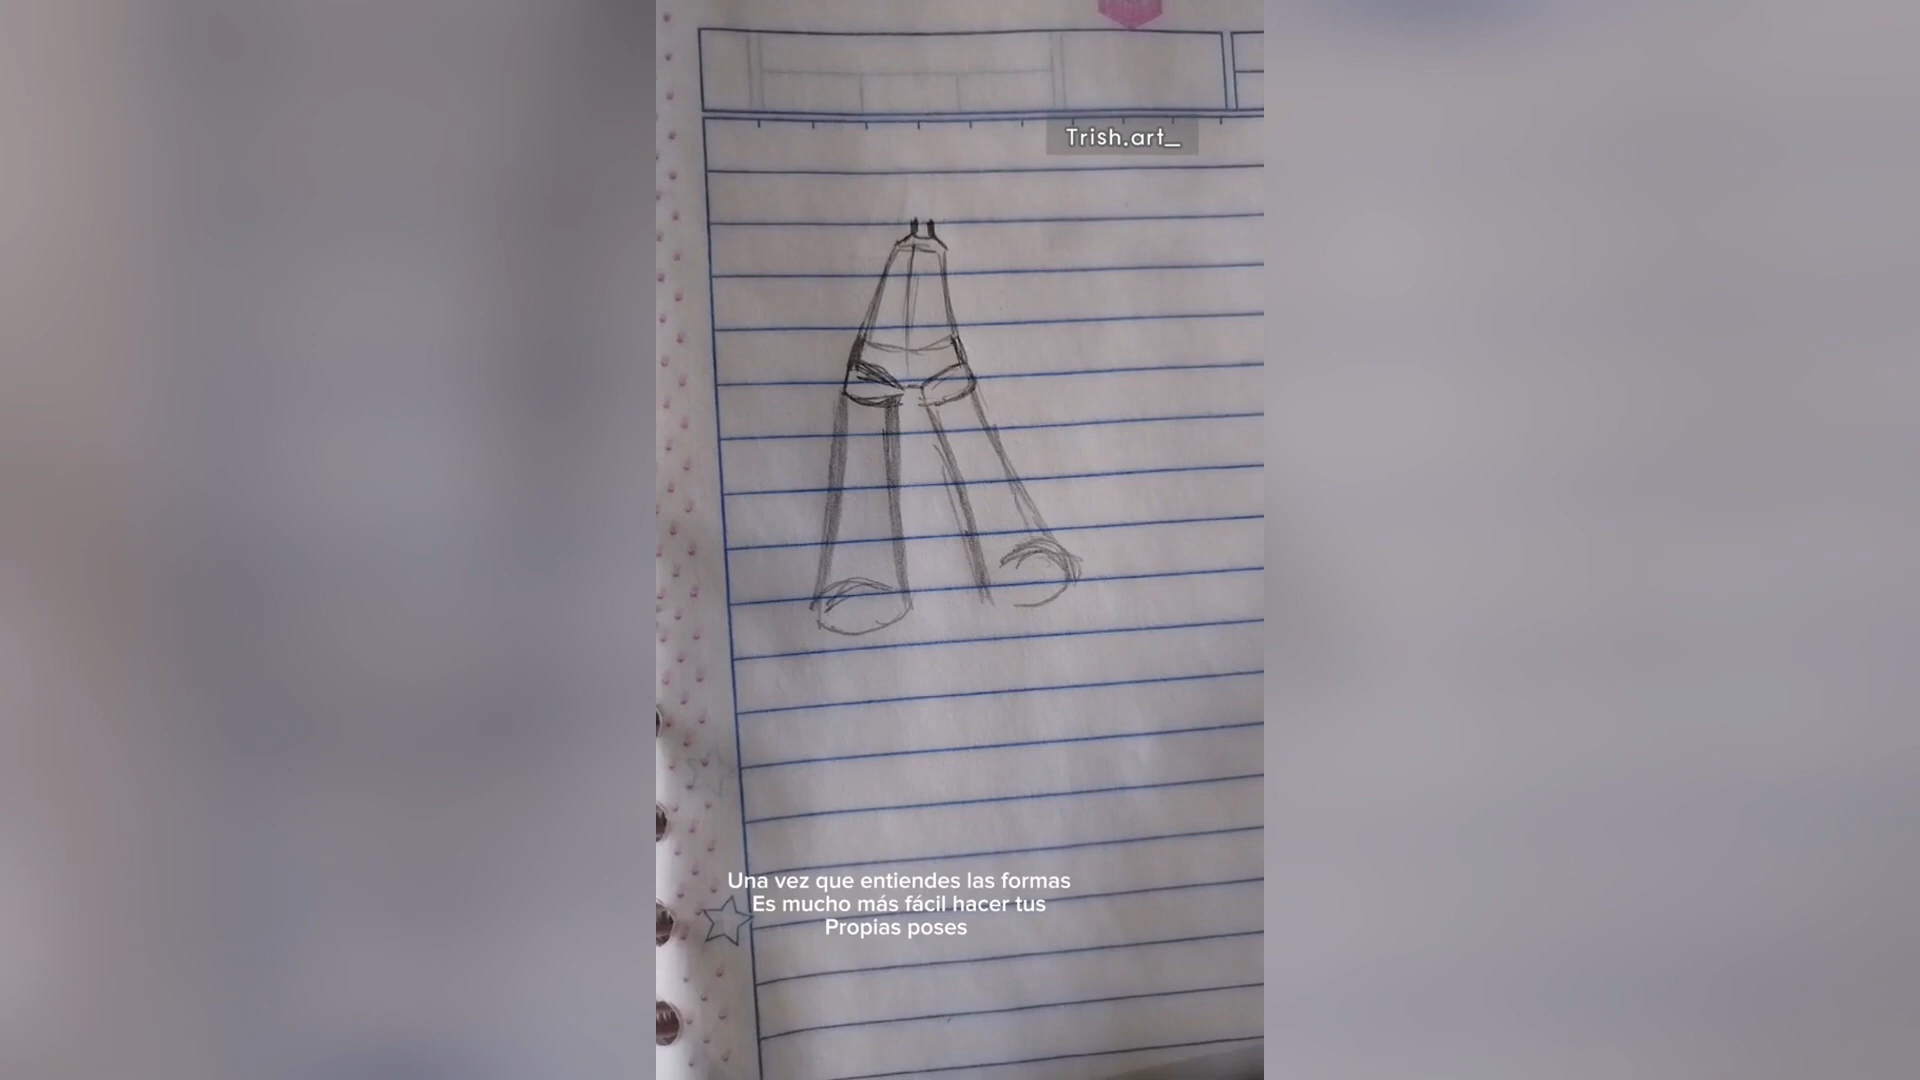 Trish.art_
Una vez que entiendes las formas
Es mucho más fácil hacer tus
Propias poses